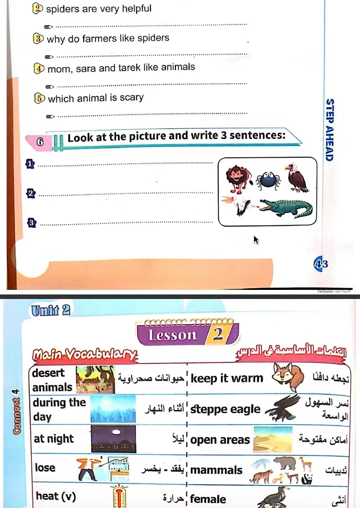 2 spiders are very helpful
3 why do farmers like spiders
4 mom, sara and tarek like animals
5 which animal is scary
6 Look at the picture and write 3 sentences:
1
2
3
STEP AHEAD
43
Unit 2
Lesson 2
Main Vocabulary
الكلمات الأساسية فى الدرس
Connect 4
desert animals حيوانات صحراوية
keep it warm تجعله دافئا
during the day أثناء النهار
steppe eagle نسر السهول الواسعة
at night ليلاً
open areas أماكن مفتوحة
lose يفقد - يخسر
mammals ثدييات
heat (v) حرارة
female أنثى